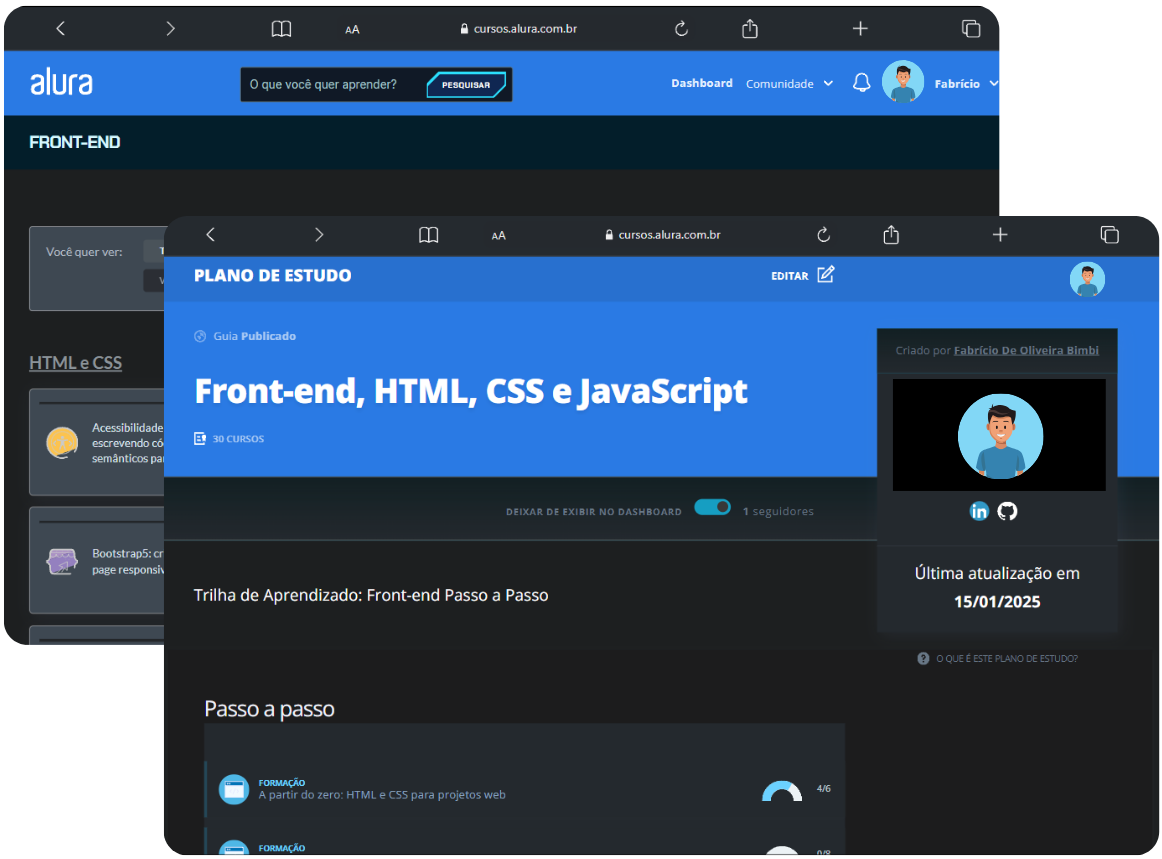 AA
cursos.alura.com.br
alura
O que você quer aprender?
PESQUISAR
Dashboard
Comunidade
Fabrício
FRONT-END
Você quer ver:
HTML e CSS
Acessibilidade
escrevendo có
semânticos pa
Bootstrap5: cr
page responsiv
AA
cursos.alura.com.br
PLANO DE ESTUDO
EDITAR
Guia Publicado
Front-end, HTML, CSS e JavaScript
30 CURSOS
Criado por Fabrício De Oliveira Bimbi
in
DEIXAR DE EXIBIR NO DASHBOARD
1 seguidores
Última atualização em
15/01/2025
Trilha de Aprendizado: Front-end Passo a Passo
? O QUE É ESTE PLANO DE ESTUDO?
Passo a passo
FORMAÇÃO
A partir do zero: HTML e CSS para projetos web
4/6
FORMAÇÃO
0/8